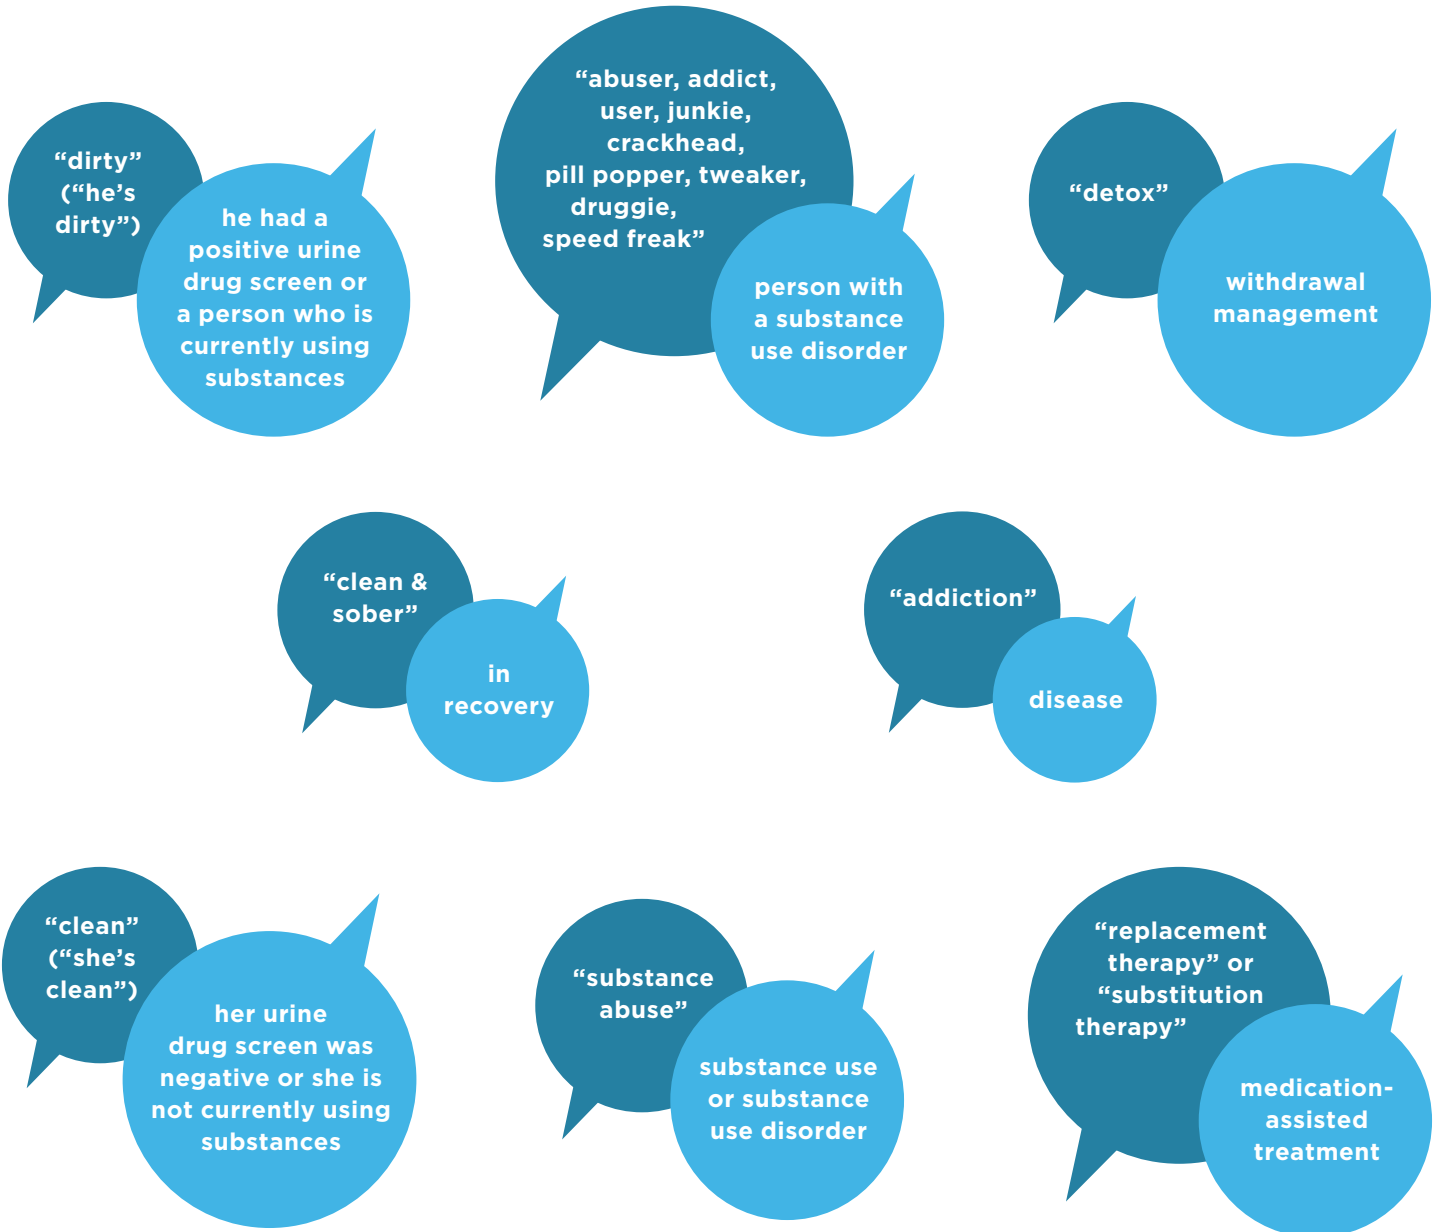 “dirty”
(“he’s
dirty”)
he had a
positive urine
drug screen or
a person who is
currently using
substances
“abuser, addict,
user, junkie,
crackhead,
pill popper, tweaker,
druggie,
speed freak”
person with
a substance
use disorder
“detox”
withdrawal
management
“clean &
sober”
in
recovery
“addiction”
disease
“clean”
(“she’s
clean”)
her urine
drug screen was
negative or she is
not currently using
substances
“substance
abuse”
substance use
or substance
use disorder
“replacement
therapy” or
“substitution
therapy”
medication-
assisted
treatment